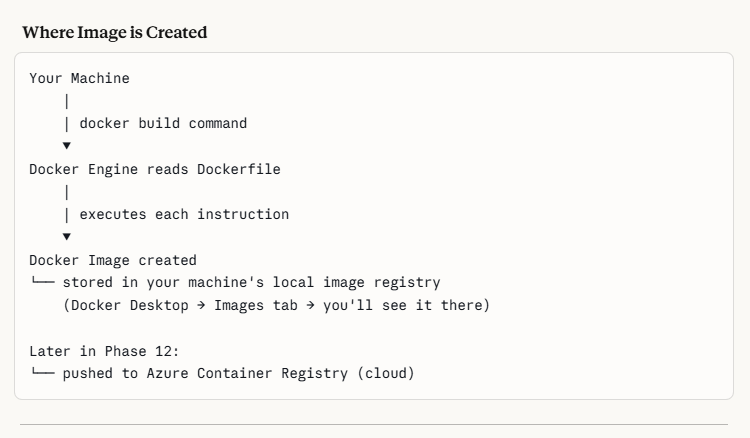 Where Image is Created
Your Machine
|
| docker build command
▼
Docker Engine reads Dockerfile
|
| executes each instruction
▼
Docker Image created
└── stored in your machine's local image registry
(Docker Desktop → Images tab → you'll see it there)
Later in Phase 12:
└── pushed to Azure Container Registry (cloud)